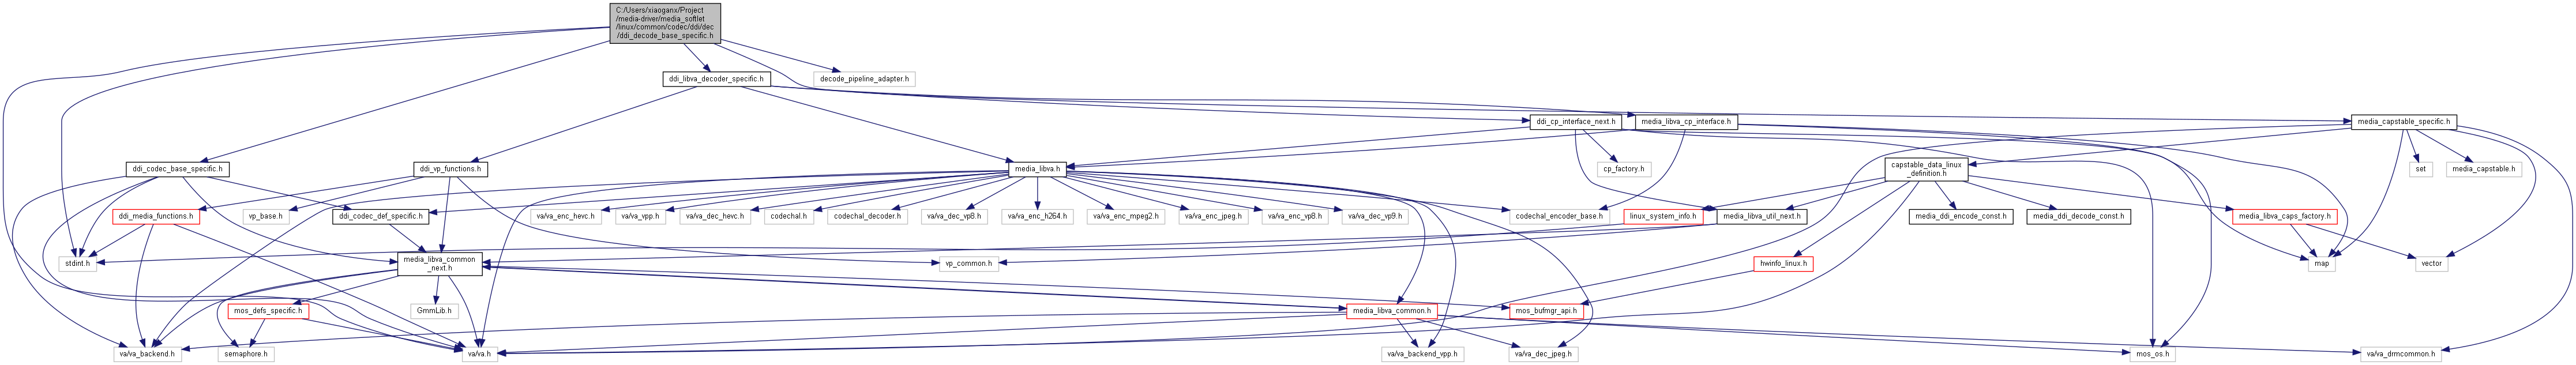 C:/Users/xiaoganx/Project
/media-driver/media_softlet
/linux/common/codec/ddi/dec
/ddi_decode_base_specific.h
ddi_libva_decoder_specific.h
decode_pipeline_adapter.h
ddi_cp_interface_next.h
media_libva_cp_interface.h
media_capstable_specific.h
ddi_codec_base_specific.h
ddi_vp_functions.h
media_libva.h
cp_factory.h
capstable_data_linux
_definition.h
set
media_capstable.h
ddi_media_functions.h
vp_base.h
ddi_codec_def_specific.h
va/va_enc_hevc.h
va/va_vpp.h
va/va_dec_hevc.h
codechal.h
codechal_decoder.h
va/va_dec_vp8.h
va/va_enc_h264.h
va/va_enc_mpeg2.h
va/va_enc_jpeg.h
va/va_enc_vp8.h
va/va_dec_vp9.h
codechal_encoder_base.h
linux_system_info.h
media_libva_util_next.h
media_ddi_encode_const.h
media_ddi_decode_const.h
media_libva_caps_factory.h
stdint.h
media_libva_common
_next.h
vp_common.h
hwinfo_linux.h
map
vector
mos_defs_specific.h
GmmLib.h
media_libva_common.h
mos_bufmgr_api.h
va/va_backend.h
semaphore.h
va/va.h
va/va_backend_vpp.h
va/va_dec_jpeg.h
mos_os.h
va/va_drmcommon.h